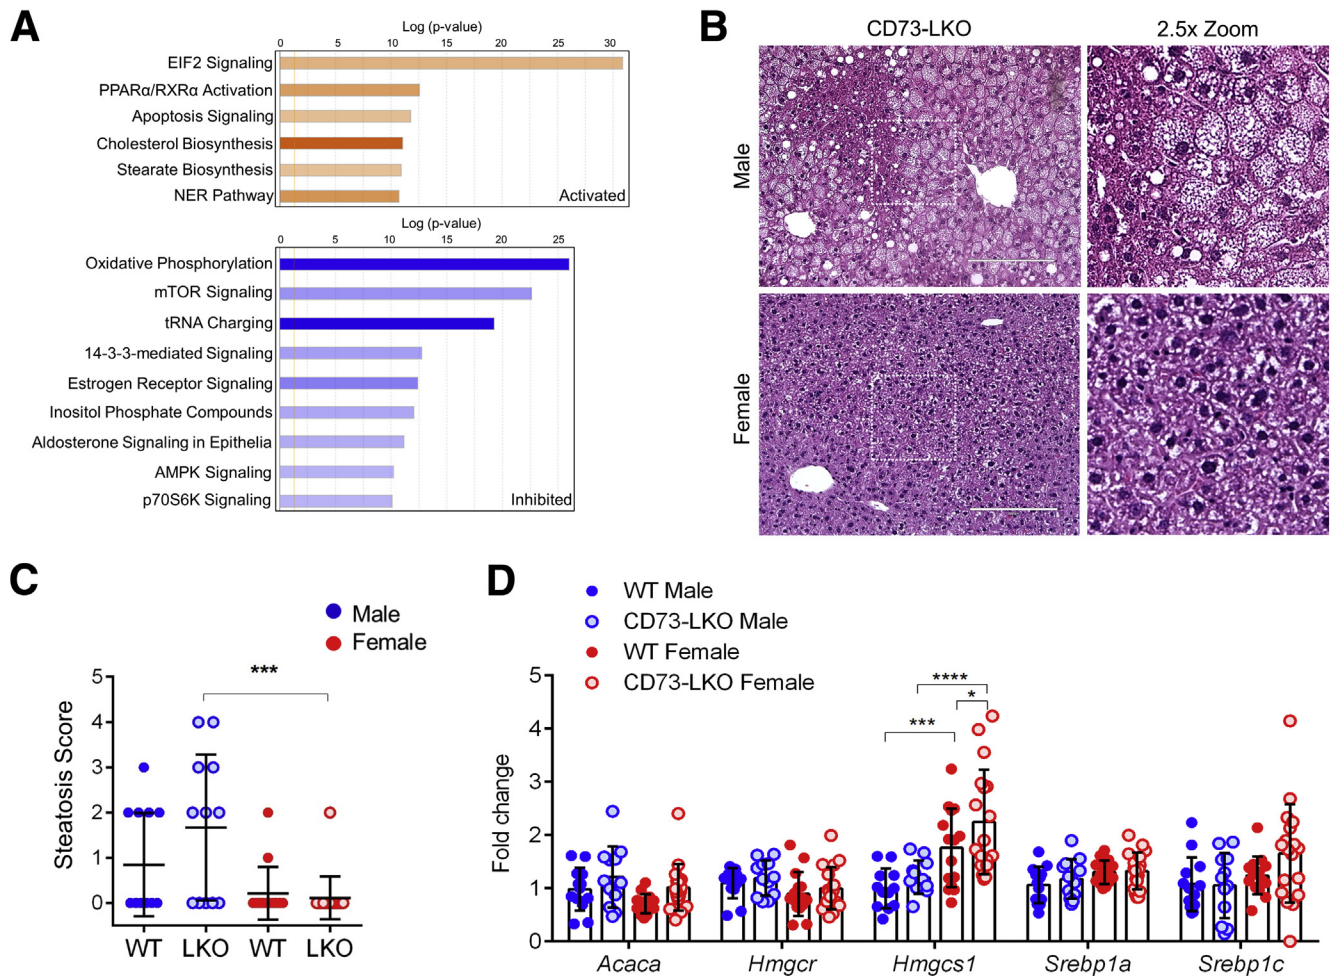 A
Log (p-value)
0 5 10 15 20 25 30
EIF2 Signaling
PPARα/RXRα Activation
Apoptosis Signaling
Cholesterol Biosynthesis
Stearate Biosynthesis
NER Pathway
Activated
Log (p-value)
0 5 10 15 20 25
Oxidative Phosphorylation
mTOR Signaling
tRNA Charging
14-3-3-mediated Signaling
Estrogen Receptor Signaling
Inositol Phosphate Compounds
Aldosterone Signaling in Epithelia
AMPK Signaling
p70S6K Signaling
Inhibited
B
CD73-LKO 2.5x Zoom
Male
Female
C
Male
Female
***
Steatosis Score
5
4
3
2
1
0
WT LKO WT LKO
D
WT Male
CD73-LKO Male
WT Female
CD73-LKO Female
****
*
***
Fold change
5
4
3
2
1
0
Acaca Hmgcr Hmgcs1 Srebp1a Srebp1c